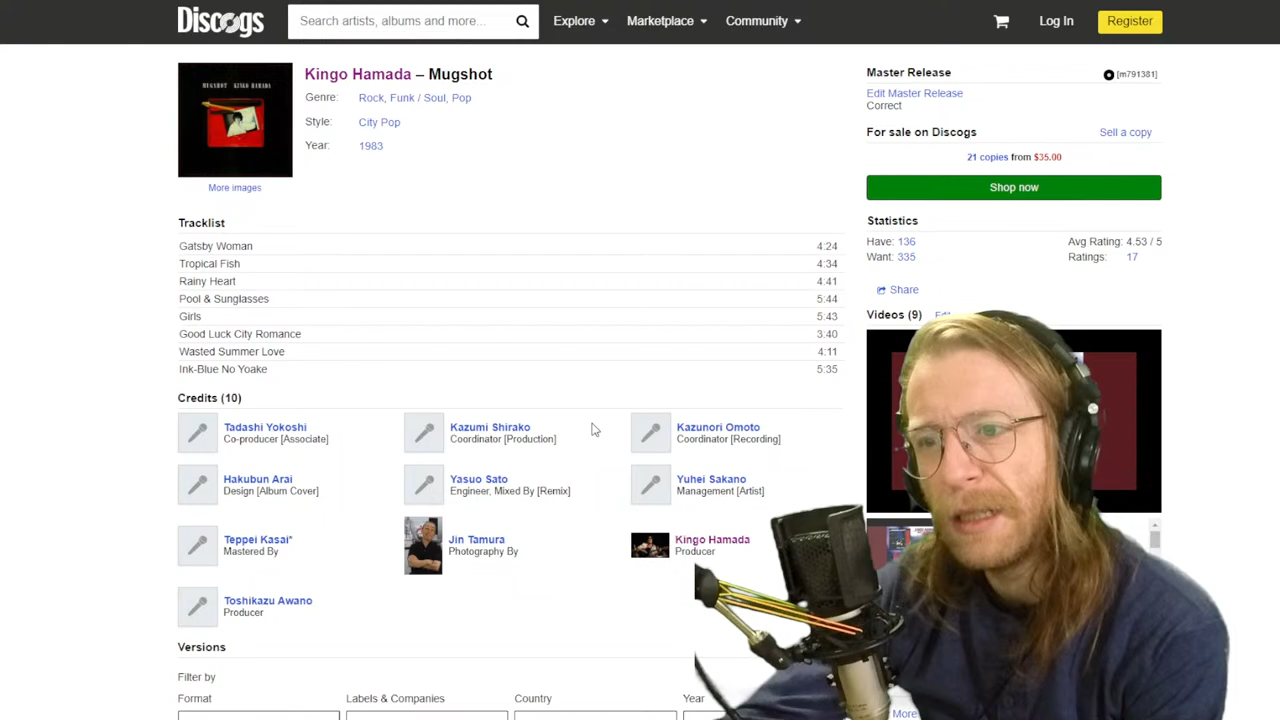 Discogs
Search artists, albums and more...
Explore
Marketplace
Community
Log In
Register
MUGSHOT KINGO HAMADA
Kingo Hamada – Mugshot
Genre: Rock, Funk / Soul, Pop
Style: City Pop
Year: 1983
More images
Master Release
[m791381]
Edit Master Release
Correct
For sale on Discogs
Sell a copy
21 copies from $35.00
Shop now
Statistics
Have: 136
Avg Rating: 4.53 / 5
Want: 335
Ratings: 17
Share
Videos (9)
Tracklist
Gatsby Woman 4:24
Tropical Fish 4:34
Rainy Heart 4:41
Pool & Sunglasses 5:44
Girls 5:43
Good Luck City Romance 3:40
Wasted Summer Love 4:11
Ink-Blue No Yoake 5:35
Credits (10)
Tadashi Yokoshi
Co-producer [Associate]
Kazumi Shirako
Coordinator [Production]
Kazunori Omoto
Coordinator [Recording]
Hakubun Arai
Design [Album Cover]
Yasuo Sato
Engineer, Mixed By [Remix]
Yuhei Sakano
Management [Artist]
Teppei Kasai*
Mastered By
Jin Tamura
Photography By
Kingo Hamada
Producer
Toshikazu Awano
Producer
Versions
Filter by
Format
Labels & Companies
Country
Year
More